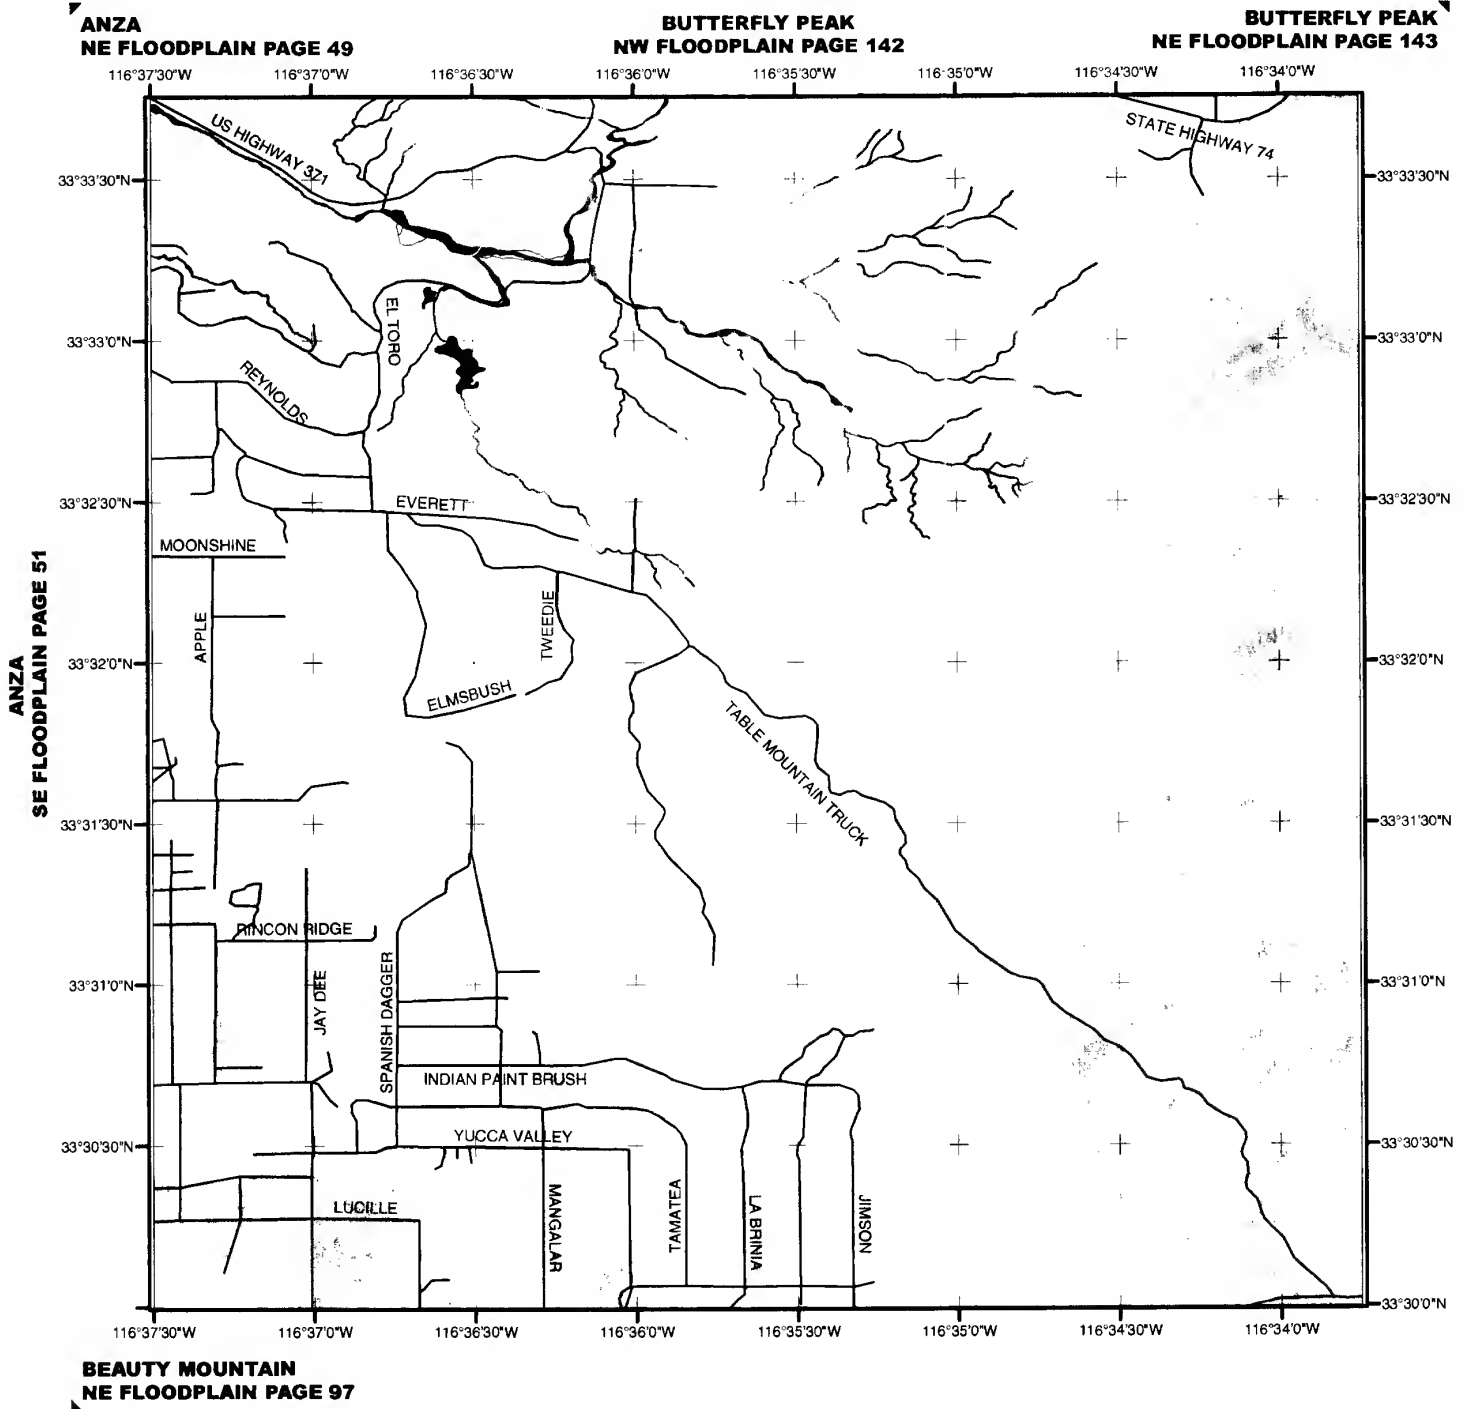 ANZA
NE FLOODPLAIN PAGE 49
BUTTERFLY PEAK
NW FLOODPLAIN PAGE 142
BUTTERFLY PEAK
NE FLOODPLAIN PAGE 143
116°37'30"W 116°37'0"W 116°36'30"W 116°36'0"W 116°35'30"W 116°35'0"W 116°34'30"W 116°34'0"W
US HIGHWAY 371
STATE HIGHWAY 74
33°33'30"N 33°33'30"N
EL TORO
33°33'0"N 33°33'0"N
REYNOLDS
EVERETT
33°32'30"N 33°32'30"N
MOONSHINE
ANZA
SE FLOODPLAIN PAGE 51
APPLE
TWEEDIE
33°32'0"N 33°32'0"N
ELMSBUSH
TABLE MOUNTAIN TRUCK
33°31'30"N 33°31'30"N
RINCON RIDGE
JAY DEE
SPANISH DAGGER
33°31'0"N 33°31'0"N
INDIAN PAINT BRUSH
YUCCA VALLEY
33°30'30"N 33°30'30"N
LUCILLE
MANGALAR
TAMATEA
LA BRINIA
JIMSON
33°30'0"N
116°37'30"W 116°37'0"W 116°36'30"W 116°36'0"W 116°35'30"W 116°35'0"W 116°34'30"W 116°34'0"W
BEAUTY MOUNTAIN
NE FLOODPLAIN PAGE 97